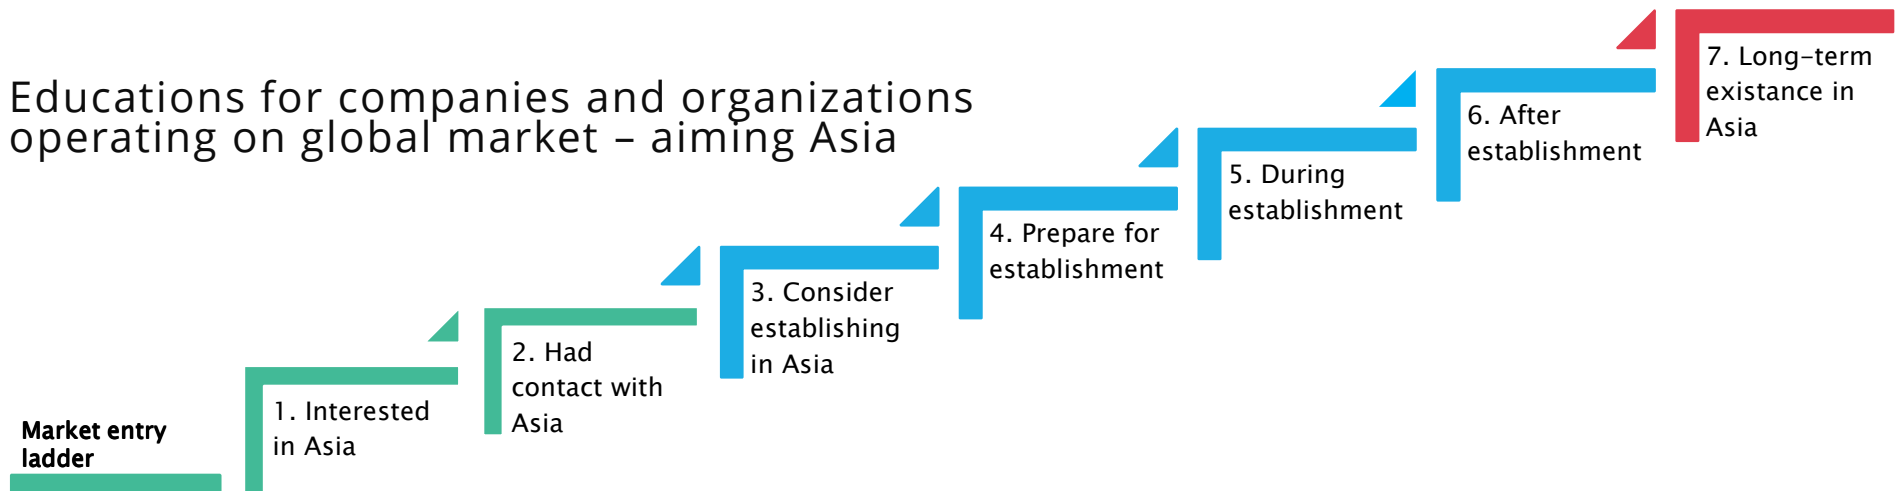 Educations for companies and organizations
operating on global market – aiming Asia
Market entry
ladder
1. Interested
in Asia
2. Had
contact with
Asia
3. Consider
establishing
in Asia
4. Prepare for
establishment
5. During
establishment
6. After
establishment
7. Long-term
existance in
Asia